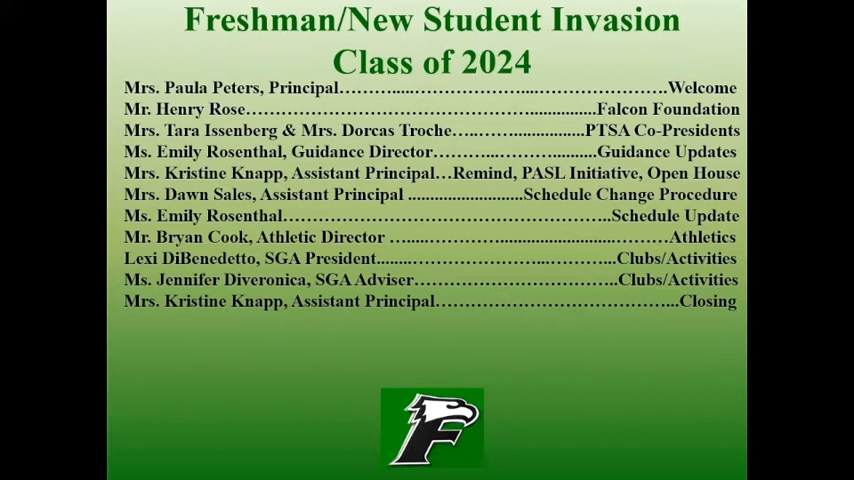 Freshman/New Student Invasion
Class of 2024
Mrs. Paula Peters, Principal………......……………………....………………….Welcome
Mr. Henry Rose…………………………………………...............Falcon Foundation
Mrs. Tara Issenberg & Mrs. Dorcas Troche…..……..................PTSA Co-Presidents
Ms. Emily Rosenthal, Guidance Director………...……….........Guidance Updates
Mrs. Kristine Knapp, Assistant Principal…Remind, PASL Initiative, Open House
Mrs. Dawn Sales, Assistant Principal ..........................Schedule Change Procedure
Ms. Emily Rosenthal…………………………………………………..Schedule Update
Mr. Bryan Cook, Athletic Director …....…………..........................………Athletics
Lexi DiBenedetto, SGA President........…………………...………...Clubs/Activities
Ms. Jennifer Diveronica, SGA Adviser……………………………..Clubs/Activities
Mrs. Kristine Knapp, Assistant Principal…………………………………...Closing
F